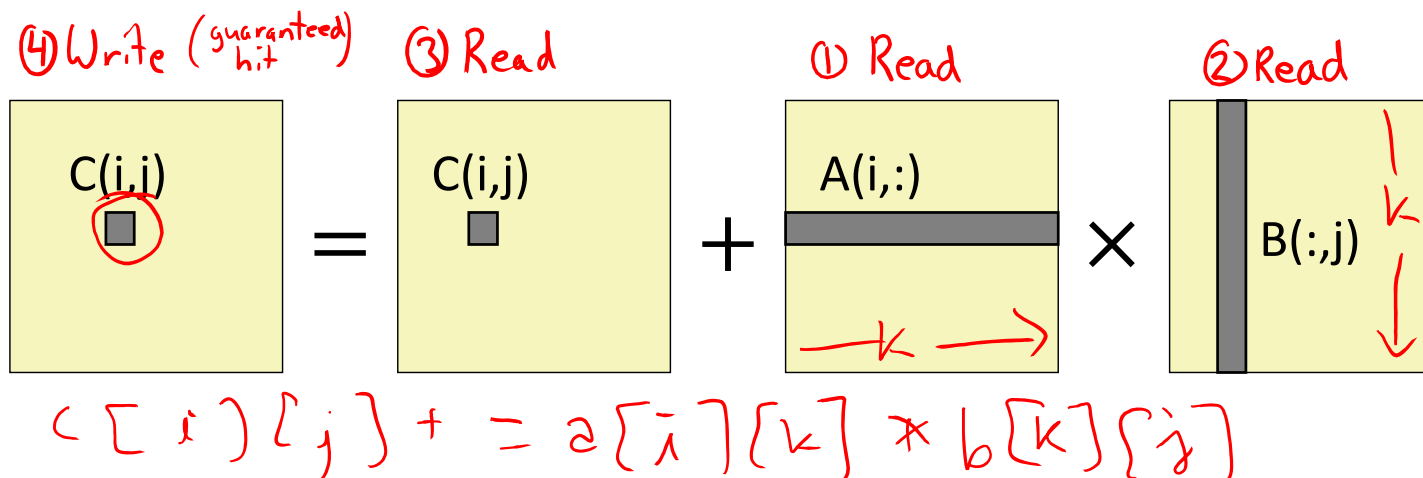 ④ Write (guaranteed hit) ③ Read ① Read ② Read
C(i,j) C(i,j) A(i,:)
= + × B(:,j) k
k
c[i][j] += a[i][k] * b[k][j]